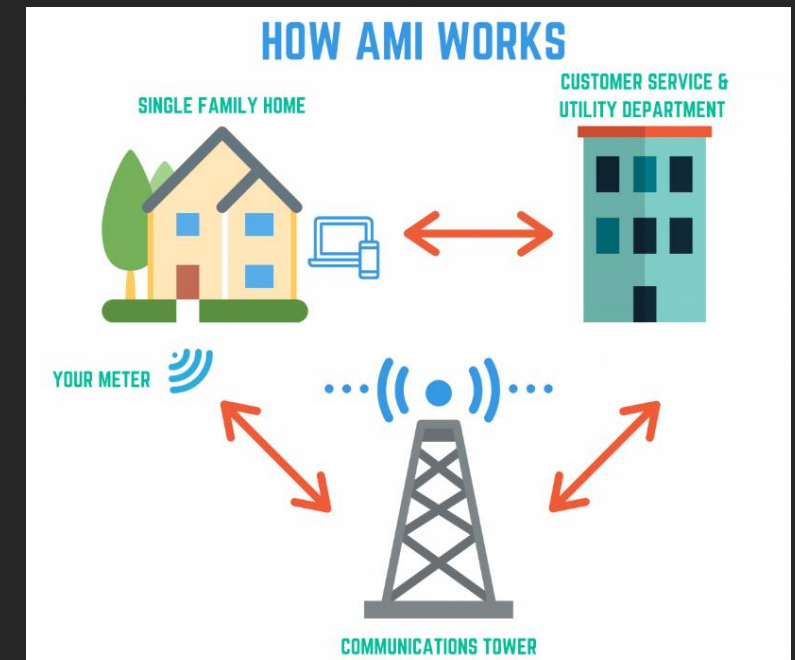 HOW AMI WORKS
SINGLE FAMILY HOME
CUSTOMER SERVICE &
UTILITY DEPARTMENT
YOUR METER
COMMUNICATIONS TOWER